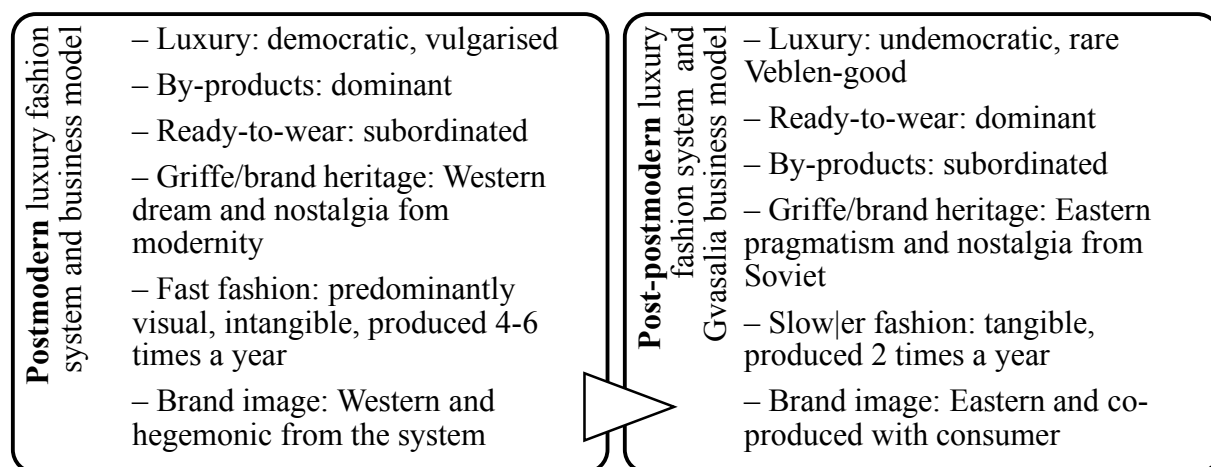 Postmodern luxury fashion
system and business model
– Luxury: democratic, vulgarised
– By-products: dominant
– Ready-to-wear: subordinated
– Griffe/brand heritage: Western
dream and nostalgia fom
modernity
– Fast fashion: predominantly
visual, intangible, produced 4-6
times a year
– Brand image: Western and
hegemonic from the system
Post-postmodern luxury
fashion system and
Gvasalia business model
– Luxury: undemocratic, rare
Veblen-good
– Ready-to-wear: dominant
– By-products: subordinated
– Griffe/brand heritage: Eastern
pragmatism and nostalgia from
Soviet
– Slow|er fashion: tangible,
produced 2 times a year
– Brand image: Eastern and co-
produced with consumer